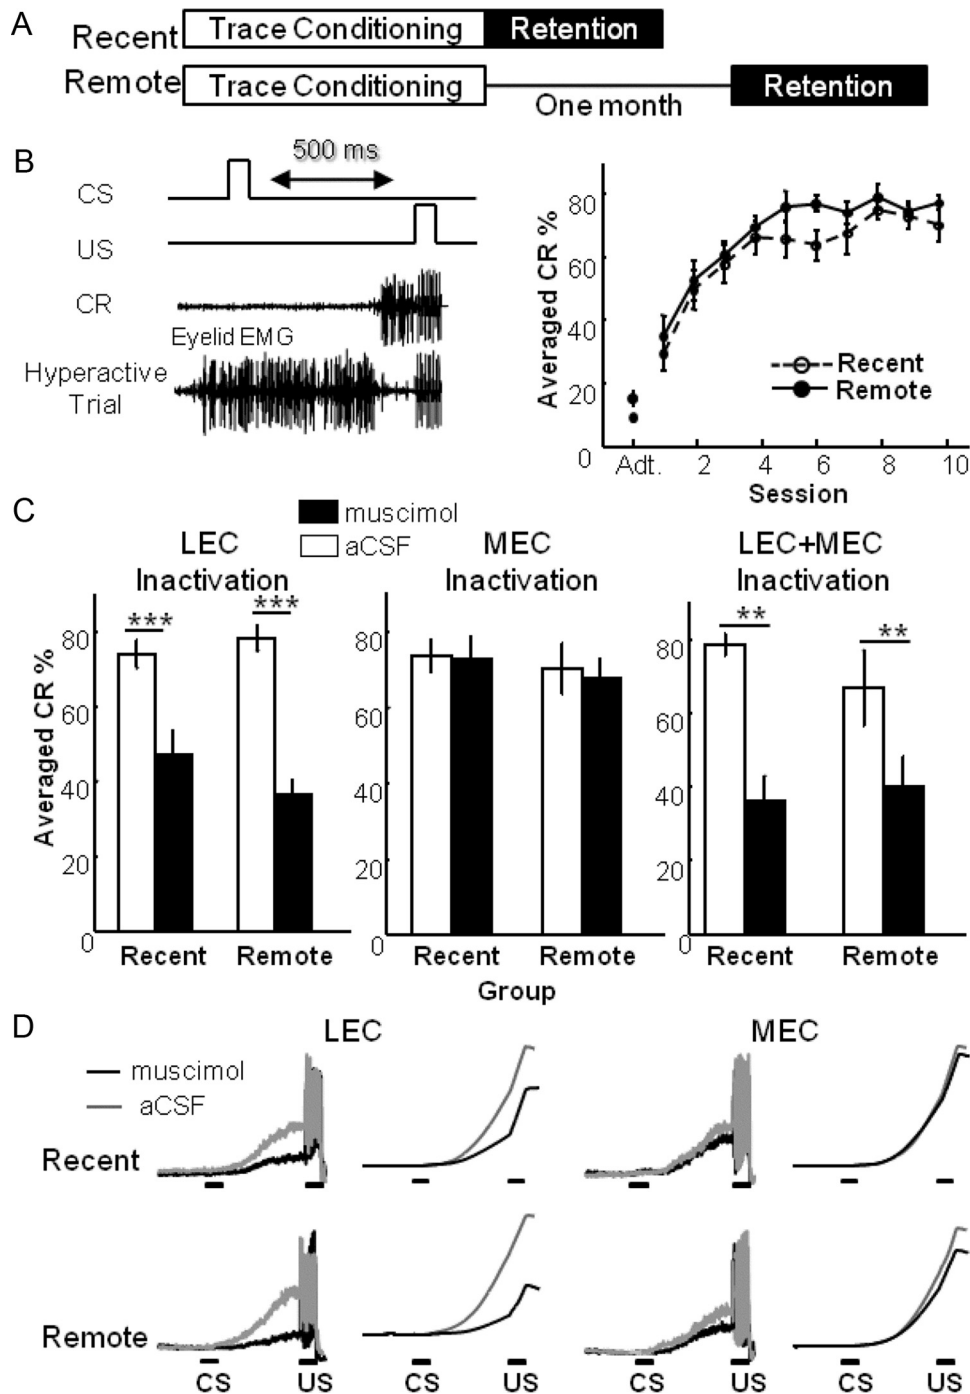 A
Recent Trace Conditioning Retention
Remote Trace Conditioning Retention
One month
B
500 ms
CS
US
CR
Eyelid EMG
Hyperactive
Trial
Averaged CR %
80
60
40
20
0
Recent
Remote
Adt. 2 4 6 8 10
Session
C
muscimol
aCSF
LEC
Inactivation
MEC
Inactivation
LEC+MEC
Inactivation
Averaged CR %
80
60
40
20
0
*** ***
Recent Remote
80
60
40
20
0
Recent Remote
80
60
40
20
0
** **
Recent Remote
Group
D
LEC MEC
muscimol
aCSF
Recent
Remote
CS US CS US CS US CS US